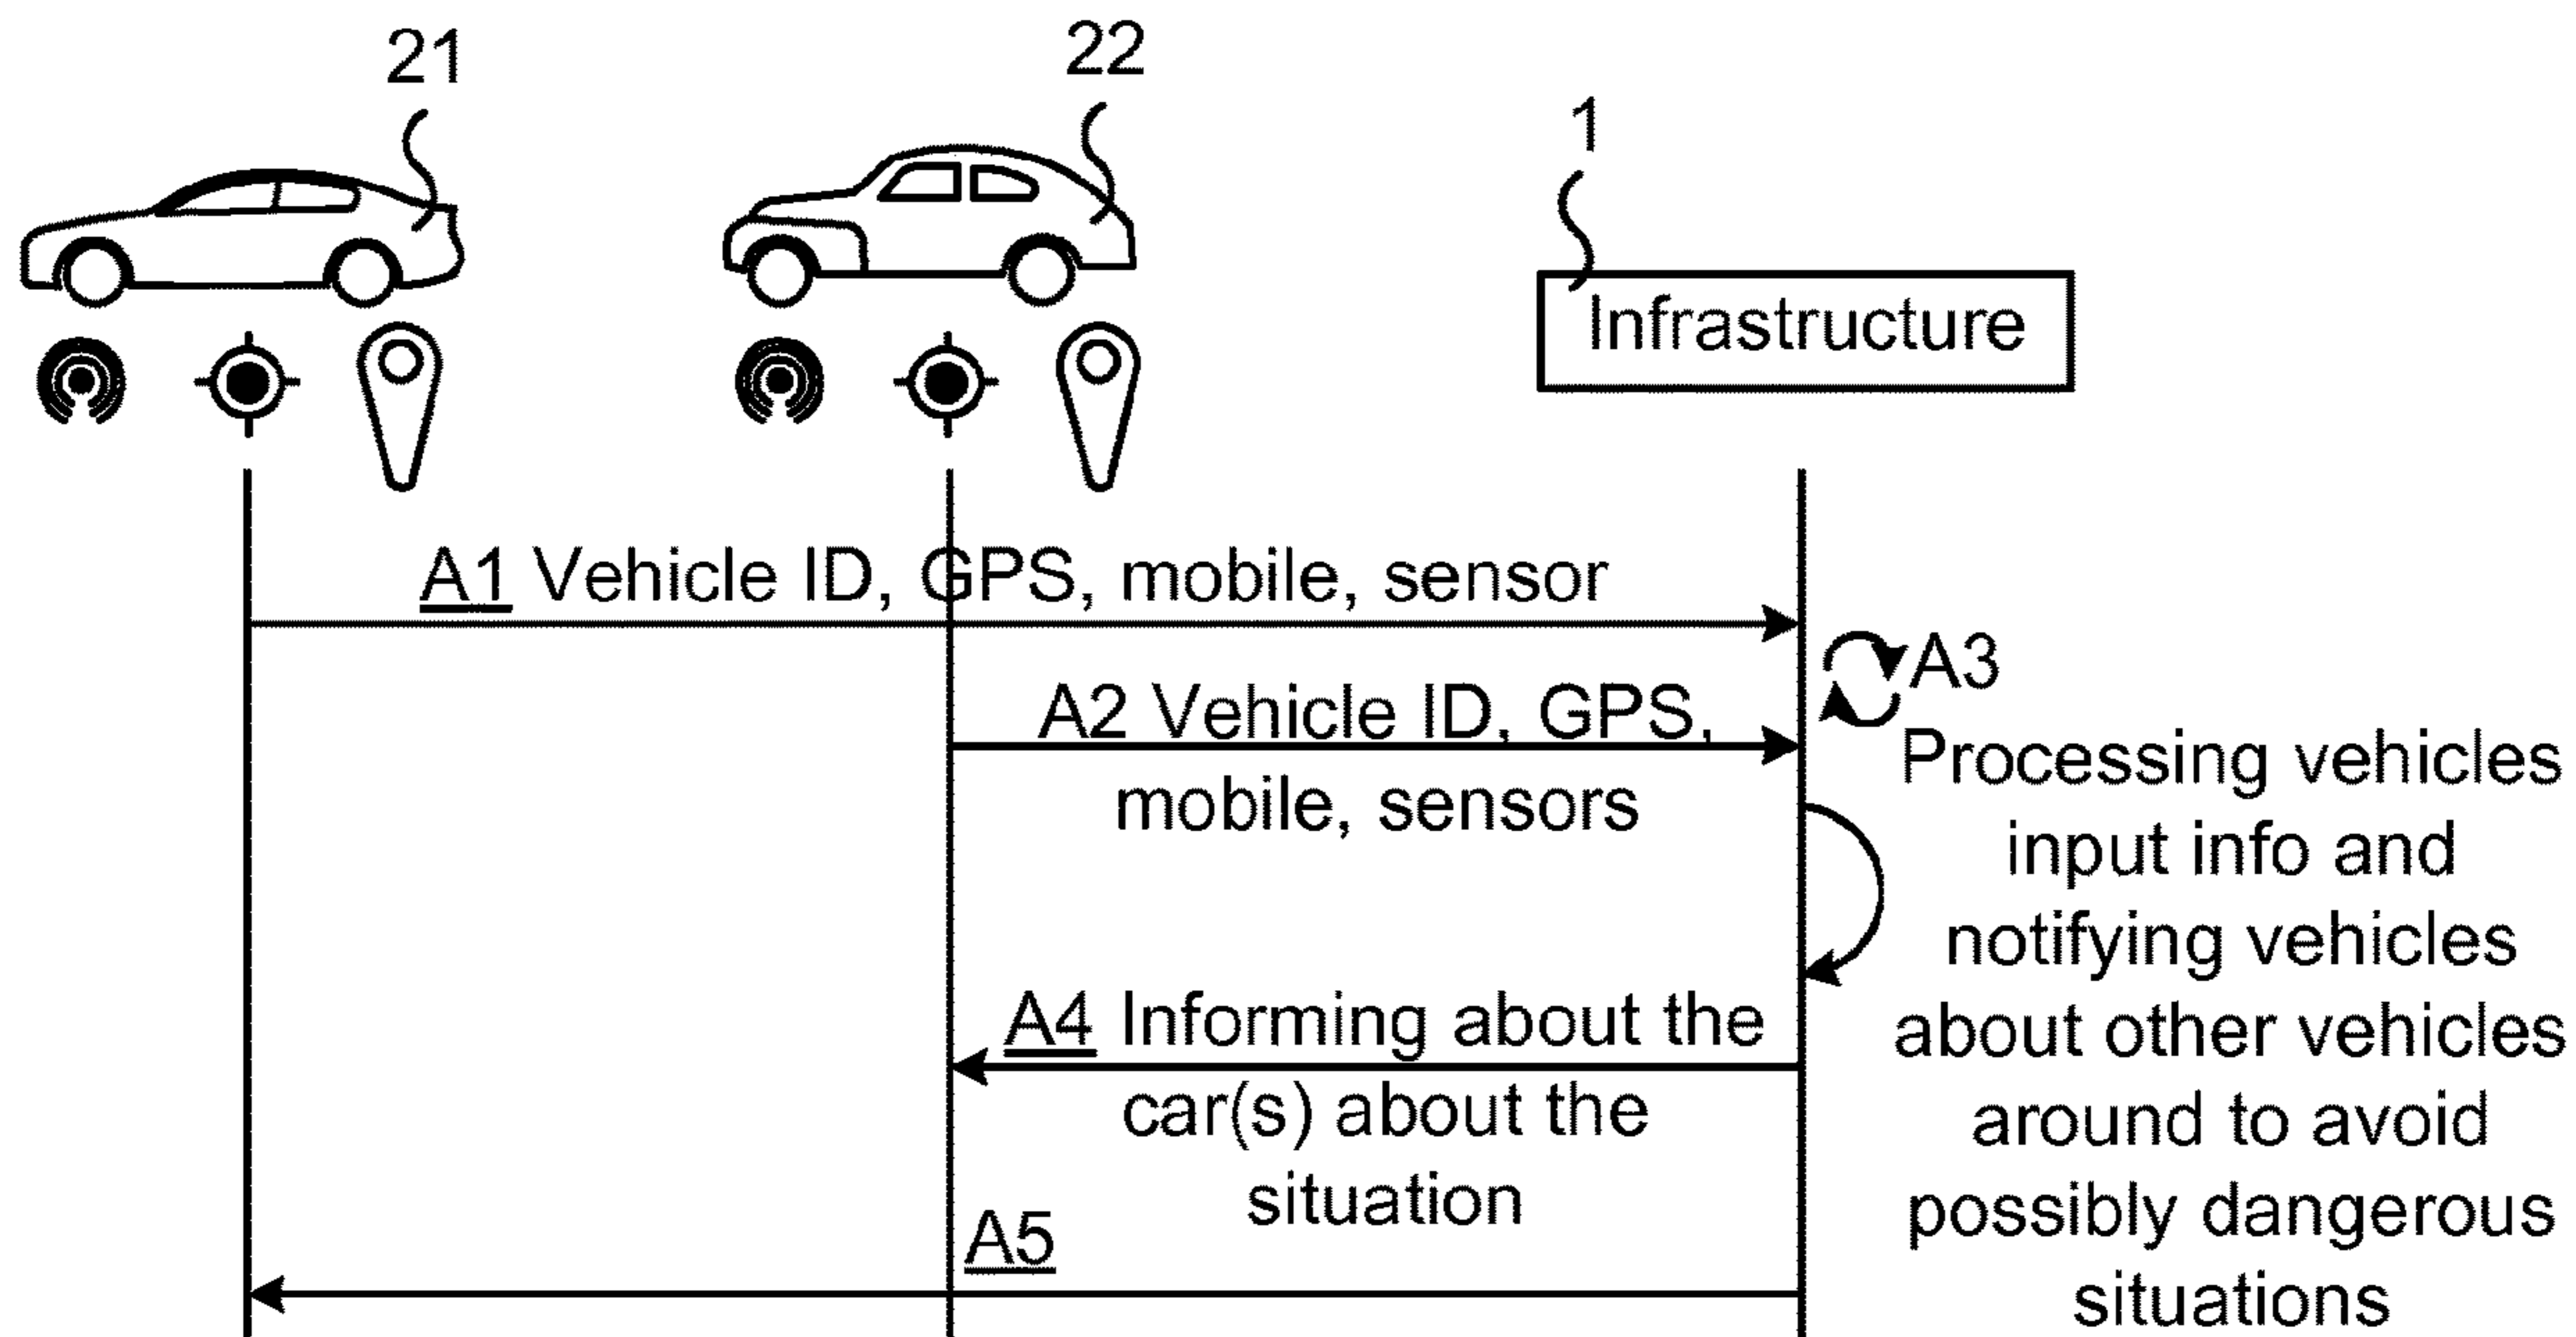 21
22
1
Infrastructure
A1 Vehicle ID, GPS, mobile, sensor
A2 Vehicle ID, GPS,
mobile, sensors
A3
Processing vehicles
input info and
notifying vehicles
about other vehicles
around to avoid
possibly dangerous
situations
A4 Informing about the
car(s) about the
situation
A5